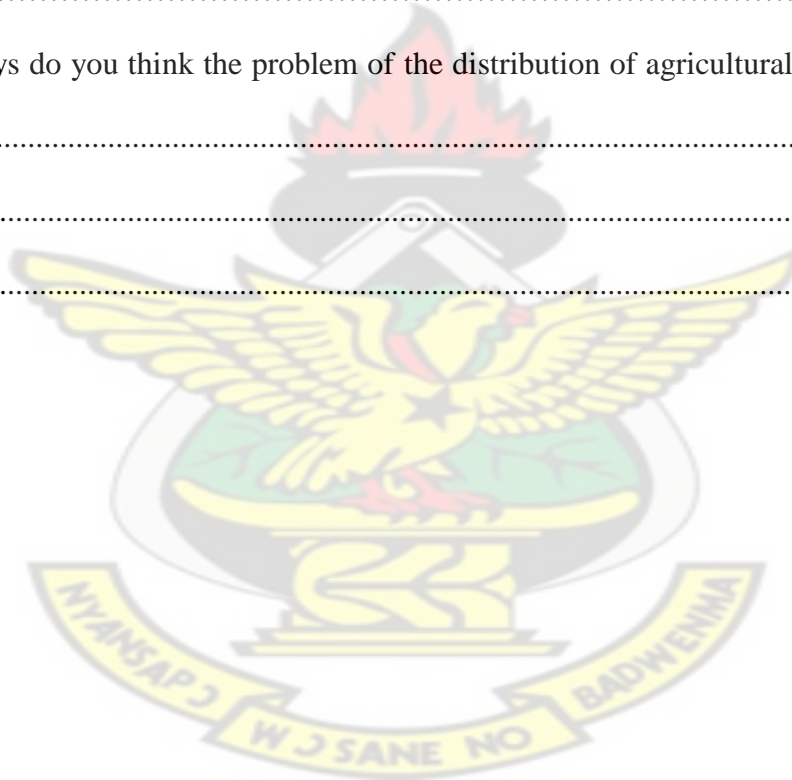 ys do you think the problem of the distribution of agricultural
NYANSAPƆ
WƆSANE NO
BADWENMA